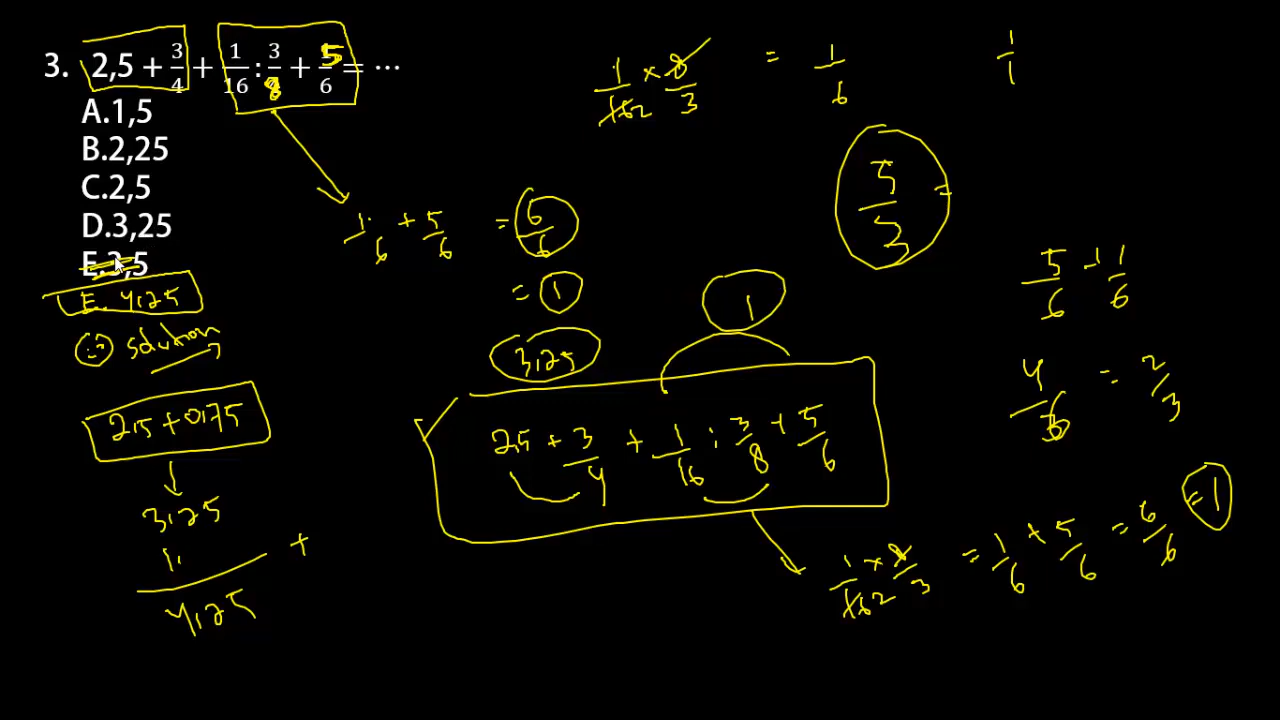 3. 2,5 + 3/4 + 1/16 : 3/8 + 5/6 = ...
A.1,5
B.2,25
C.2,5
D.3,25
E.3,5
E. 4,25
solution
2,5 + 0,75
3,25
1, +
4,25
1/16 2 × 8/3 = 1/6
1/1
1/6 + 5/6 = 6/6
= 1
5/3 =
3,25
1
2,5 + 3/4 + 1/16 : 3/8 + 5/6
1/16 2 × 8/3 = 1/6 + 5/6 = 6/6 = 1
5/6 - 1/6
4/6 = 2/3